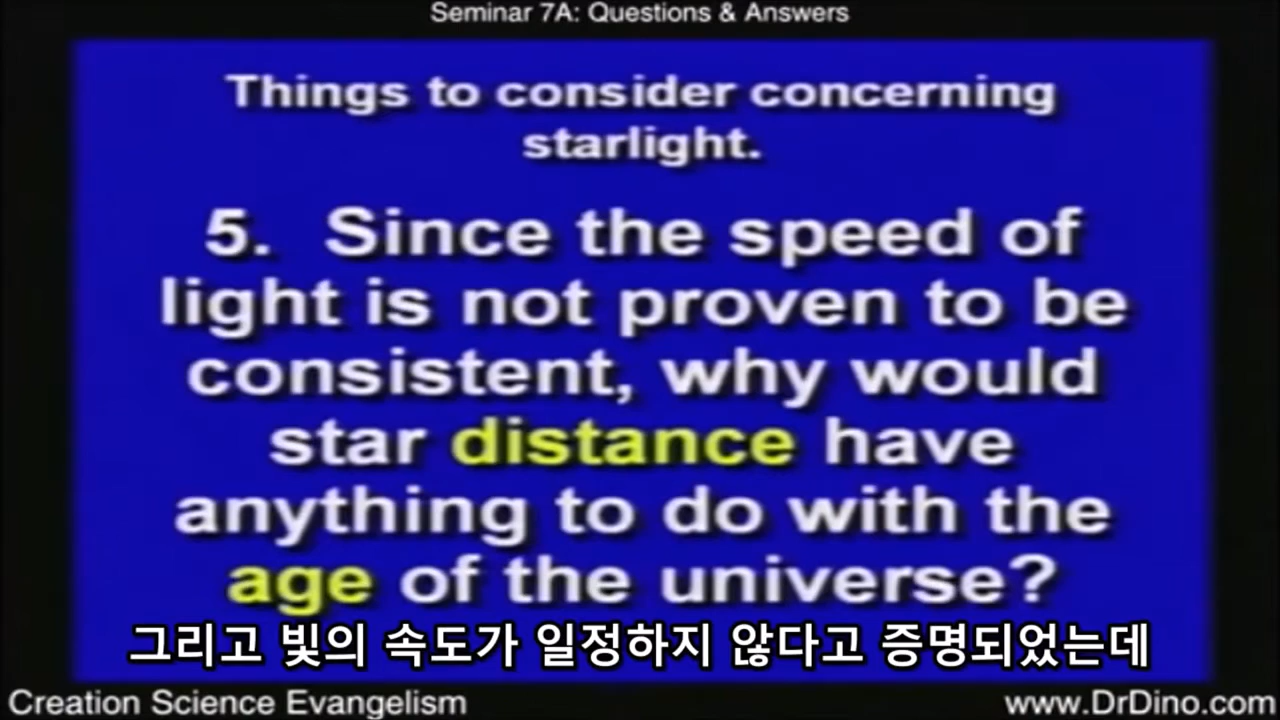 Seminar 7A: Questions & Answers
Things to consider concerning
starlight.
5. Since the speed of
light is not proven to be
consistent, why would
star distance have
anything to do with the
age of the universe?
그리고 빛의 속도가 일정하지 않다고 증명되었는데
Creation Science Evangelism
www.DrDino.com